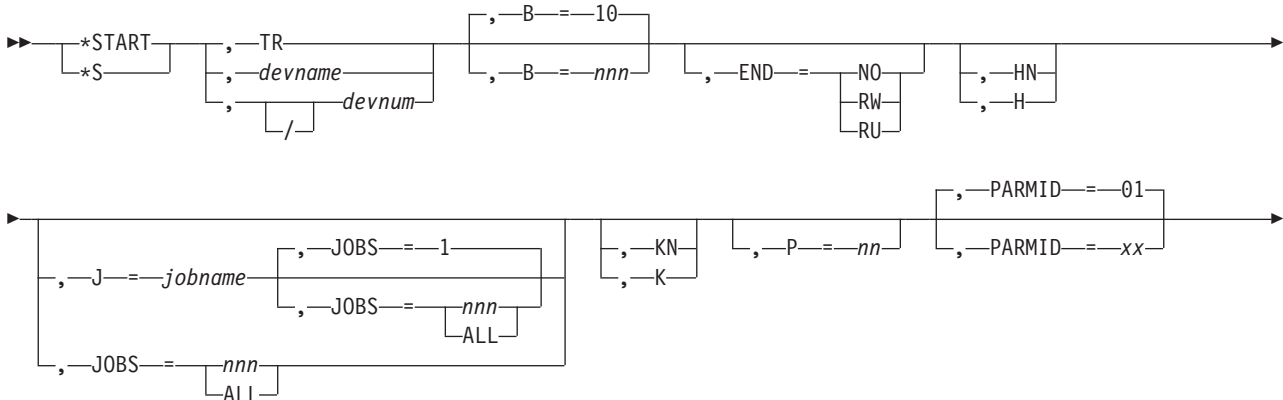 , B = 10
*START , TR , B = nnn , END = NO , HN
*S , devname RW , H
, / devnum RU
, PARMID = 01
, J = jobname , JOBS = 1 , KN , P = nn , PARMID = xx
, JOBS = nnn , K
ALL
, JOBS = nnn
ALL